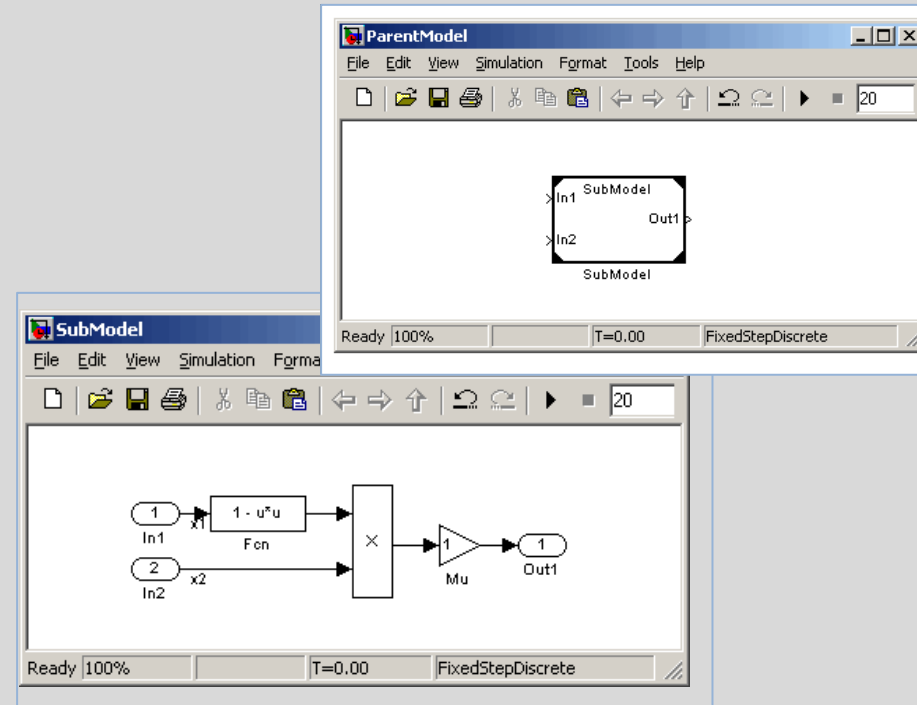 ParentModel
File Edit View Simulation Format Tools Help
20
SubModel
In1
Out1
In2
SubModel
Ready 100% T=0.00 FixedStepDiscrete
SubModel
File Edit View Simulation
20
1
x1
In1
1 - u*u
Fcn
2
x2
In2
×
1
Mu
1
Out1
Ready 100% T=0.00 FixedStepDiscrete